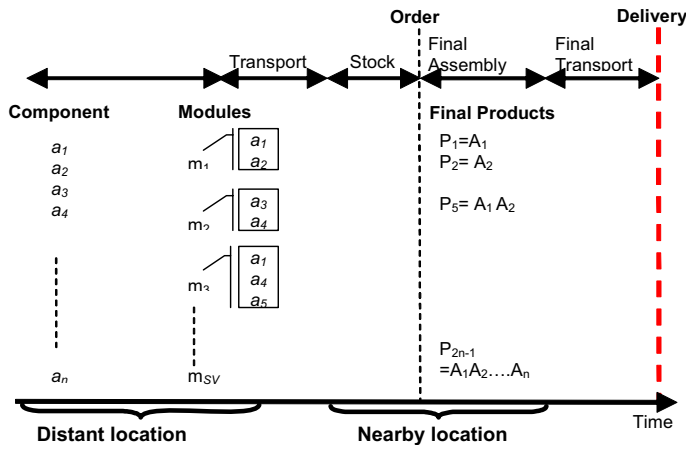 Order
Delivery
Transport
Stock
Final
Assembly
Final
Transport
Component
Modules
Final Products
a1
a2
a3
a4
an
m1
a1
a2
m2
a3
a4
m3
a1
a4
a5
mSV
P1=A1
P2= A2
P5= A1 A2
P2n-1
=A1A2….An
Time
Distant location
Nearby location